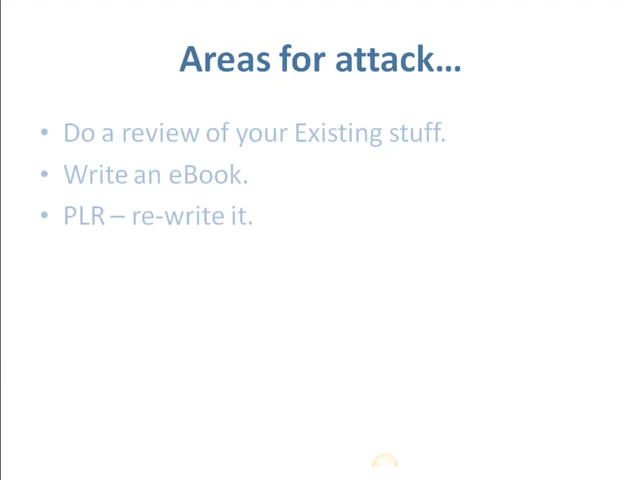 Areas for attack...
• Do a review of your Existing stuff.
• Write an eBook.
• PLR – re-write it.